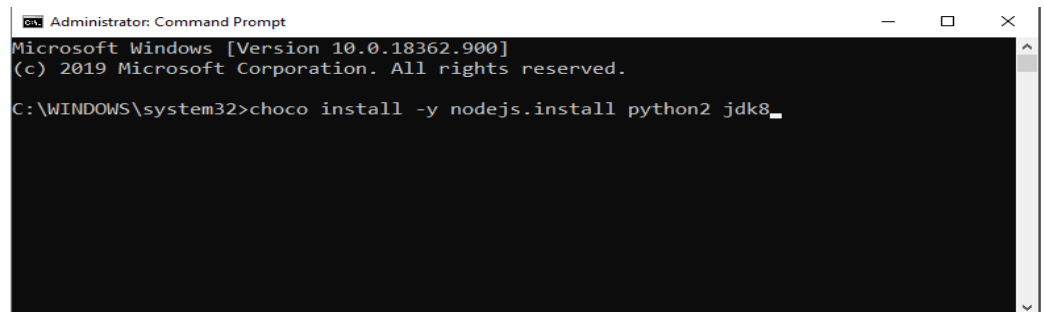 Administrator: Command Prompt
Microsoft Windows [Version 10.0.18362.900]
(c) 2019 Microsoft Corporation. All rights reserved.
C:\WINDOWS\system32>choco install -y nodejs.install python2 jdk8